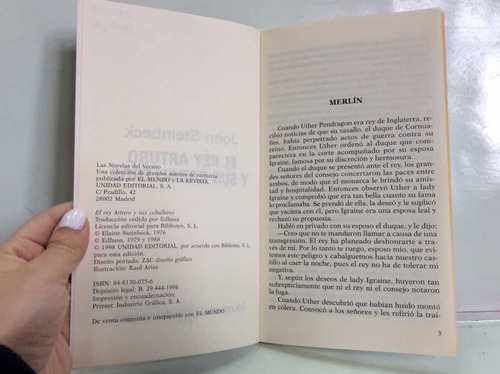 Las Novelas del Verano
Una colección de grandes autores de narrativa
publicada por EL MUNDO y LA REVISTA,
UNIDAD EDITORIAL, S. A.
C/ Pradillo, 42
28002 Madrid
El rey Arturo y sus caballeros
Traducción cedida por Edhasa
Licencia editorial para Bibliotex, S. L.
© Elaine Steinbeck, 1976
© Edhasa, 1979 y 1988
© 1998 UNIDAD EDITORIAL, por acuerdo con Bibliotex, S. L.
para esta edición.
Diseño portada: ZAC diseño gráfico
Ilustración: Raul Arias
ISBN: 84-8130-075-6
Depósito legal: B. 29.444-1998
Impresión y encuadernación:
Printer, Industria Gráfica, S. A.
De venta conjunta e inseparable con EL MUNDO
John Steinbeck
EL REY ARTURO
Y SUS
MERLÍN
Cuando Uther Pendragon era rey de Inglaterra, re-
cibió noticias de que su vasallo, el duque de Cornua-
lles, había perpetrado actos de guerra contra su
reino. Entonces Uther ordenó al duque que com-
pareciera en la corte acompañado por su esposa
Igraine, famosa por su discreción y hermosura.
Cuando el duque se presentó ante el rey, los gran-
des señores del consejo concertaron las paces entre
ambos, de modo que el monarca le brindó su amis-
tad y hospitalidad. Entonces Uther observó a lady
Igraine y comprobó que era tan bella como su fama
lo proclamaba. Se prendó de ella, la deseó y le suplicó
que yaciera con él, pero Igraine era una esposa leal y
rechazó su propuesta.
Habló en privado con su esposo el duque, y le dijo:
—Creo que no te mandaron llamar a causa de una
transgresión. El rey ha planeado deshonrarte a tra-
vés de mí. Por lo tanto te ruego, esposo mío, que evi-
temos este peligro y cabalguemos hacia nuestro cas-
tillo al caer la noche, pues el rey no ha de tolerar mi
negativa.
Y, según los deseos de lady Igraine, huyeron tan
subrepticiamente que ni el rey ni el consejo notaron
la fuga.
Cuando Uther descubrió que habían huido montó
en cólera. Convocó a los señores y les refirió la trai-
5